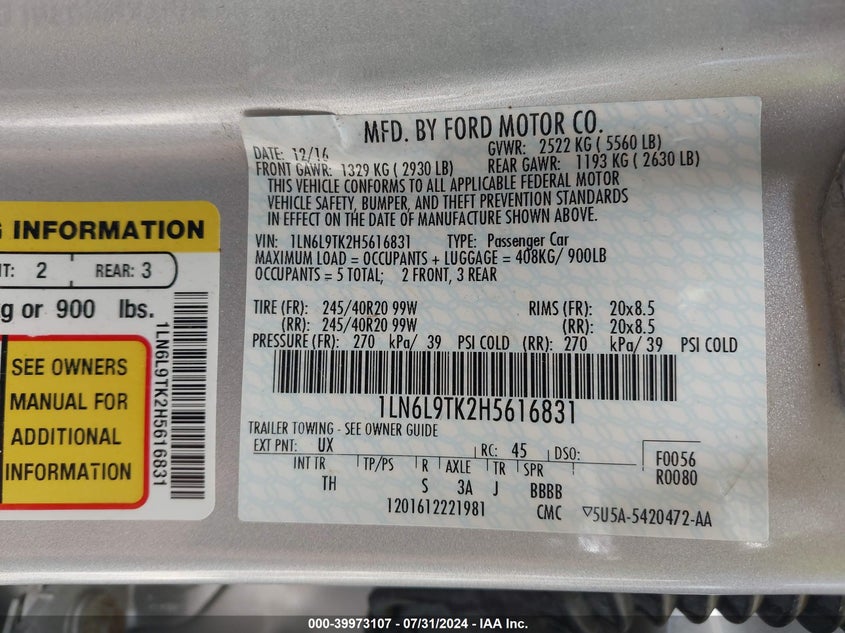 MFD. BY FORD MOTOR CO.
DATE: 12/16 GVWR: 2522 KG ( 5560 LB)
FRONT GAWR: 1329 KG ( 2930 LB) REAR GAWR: 1193 KG ( 2630 LB)
THIS VEHICLE CONFORMS TO ALL APPLICABLE FEDERAL MOTOR
VEHICLE SAFETY, BUMPER, AND THEFT PREVENTION STANDARDS
IN EFFECT ON THE DATE OF MANUFACTURE SHOWN ABOVE.
VIN: 1LN6L9TK2H5616831 TYPE: Passenger Car
MAXIMUM LOAD = OCCUPANTS + LUGGAGE = 408KG/ 900LB
OCCUPANTS = 5 TOTAL; 2 FRONT, 3 REAR
TIRE (FR): 245/40R20 99W RIMS (FR): 20x8.5
(RR): 245/40R20 99W (RR): 20x8.5
PRESSURE (FR): 270 kPa/ 39 PSI COLD (RR): 270 kPa/ 39 PSI COLD
1LN6L9TK2H5616831
TRAILER TOWING - SEE OWNER GUIDE
EXT PNT: UX RC: 45 DSO: F0056
R0080
INT TR TP/PS R AXLE TR SPR
TH S 3A J BBBB
1201612221981 CMC ▽5U5A-5420472-AA
G INFORMATION
NT: 2 REAR: 3
g or 900 lbs.
SEE OWNERS
MANUAL FOR
ADDITIONAL
INFORMATION
1LN6L9TK2H5616831
000-39973107 - 07/31/2024 - IAA Inc.